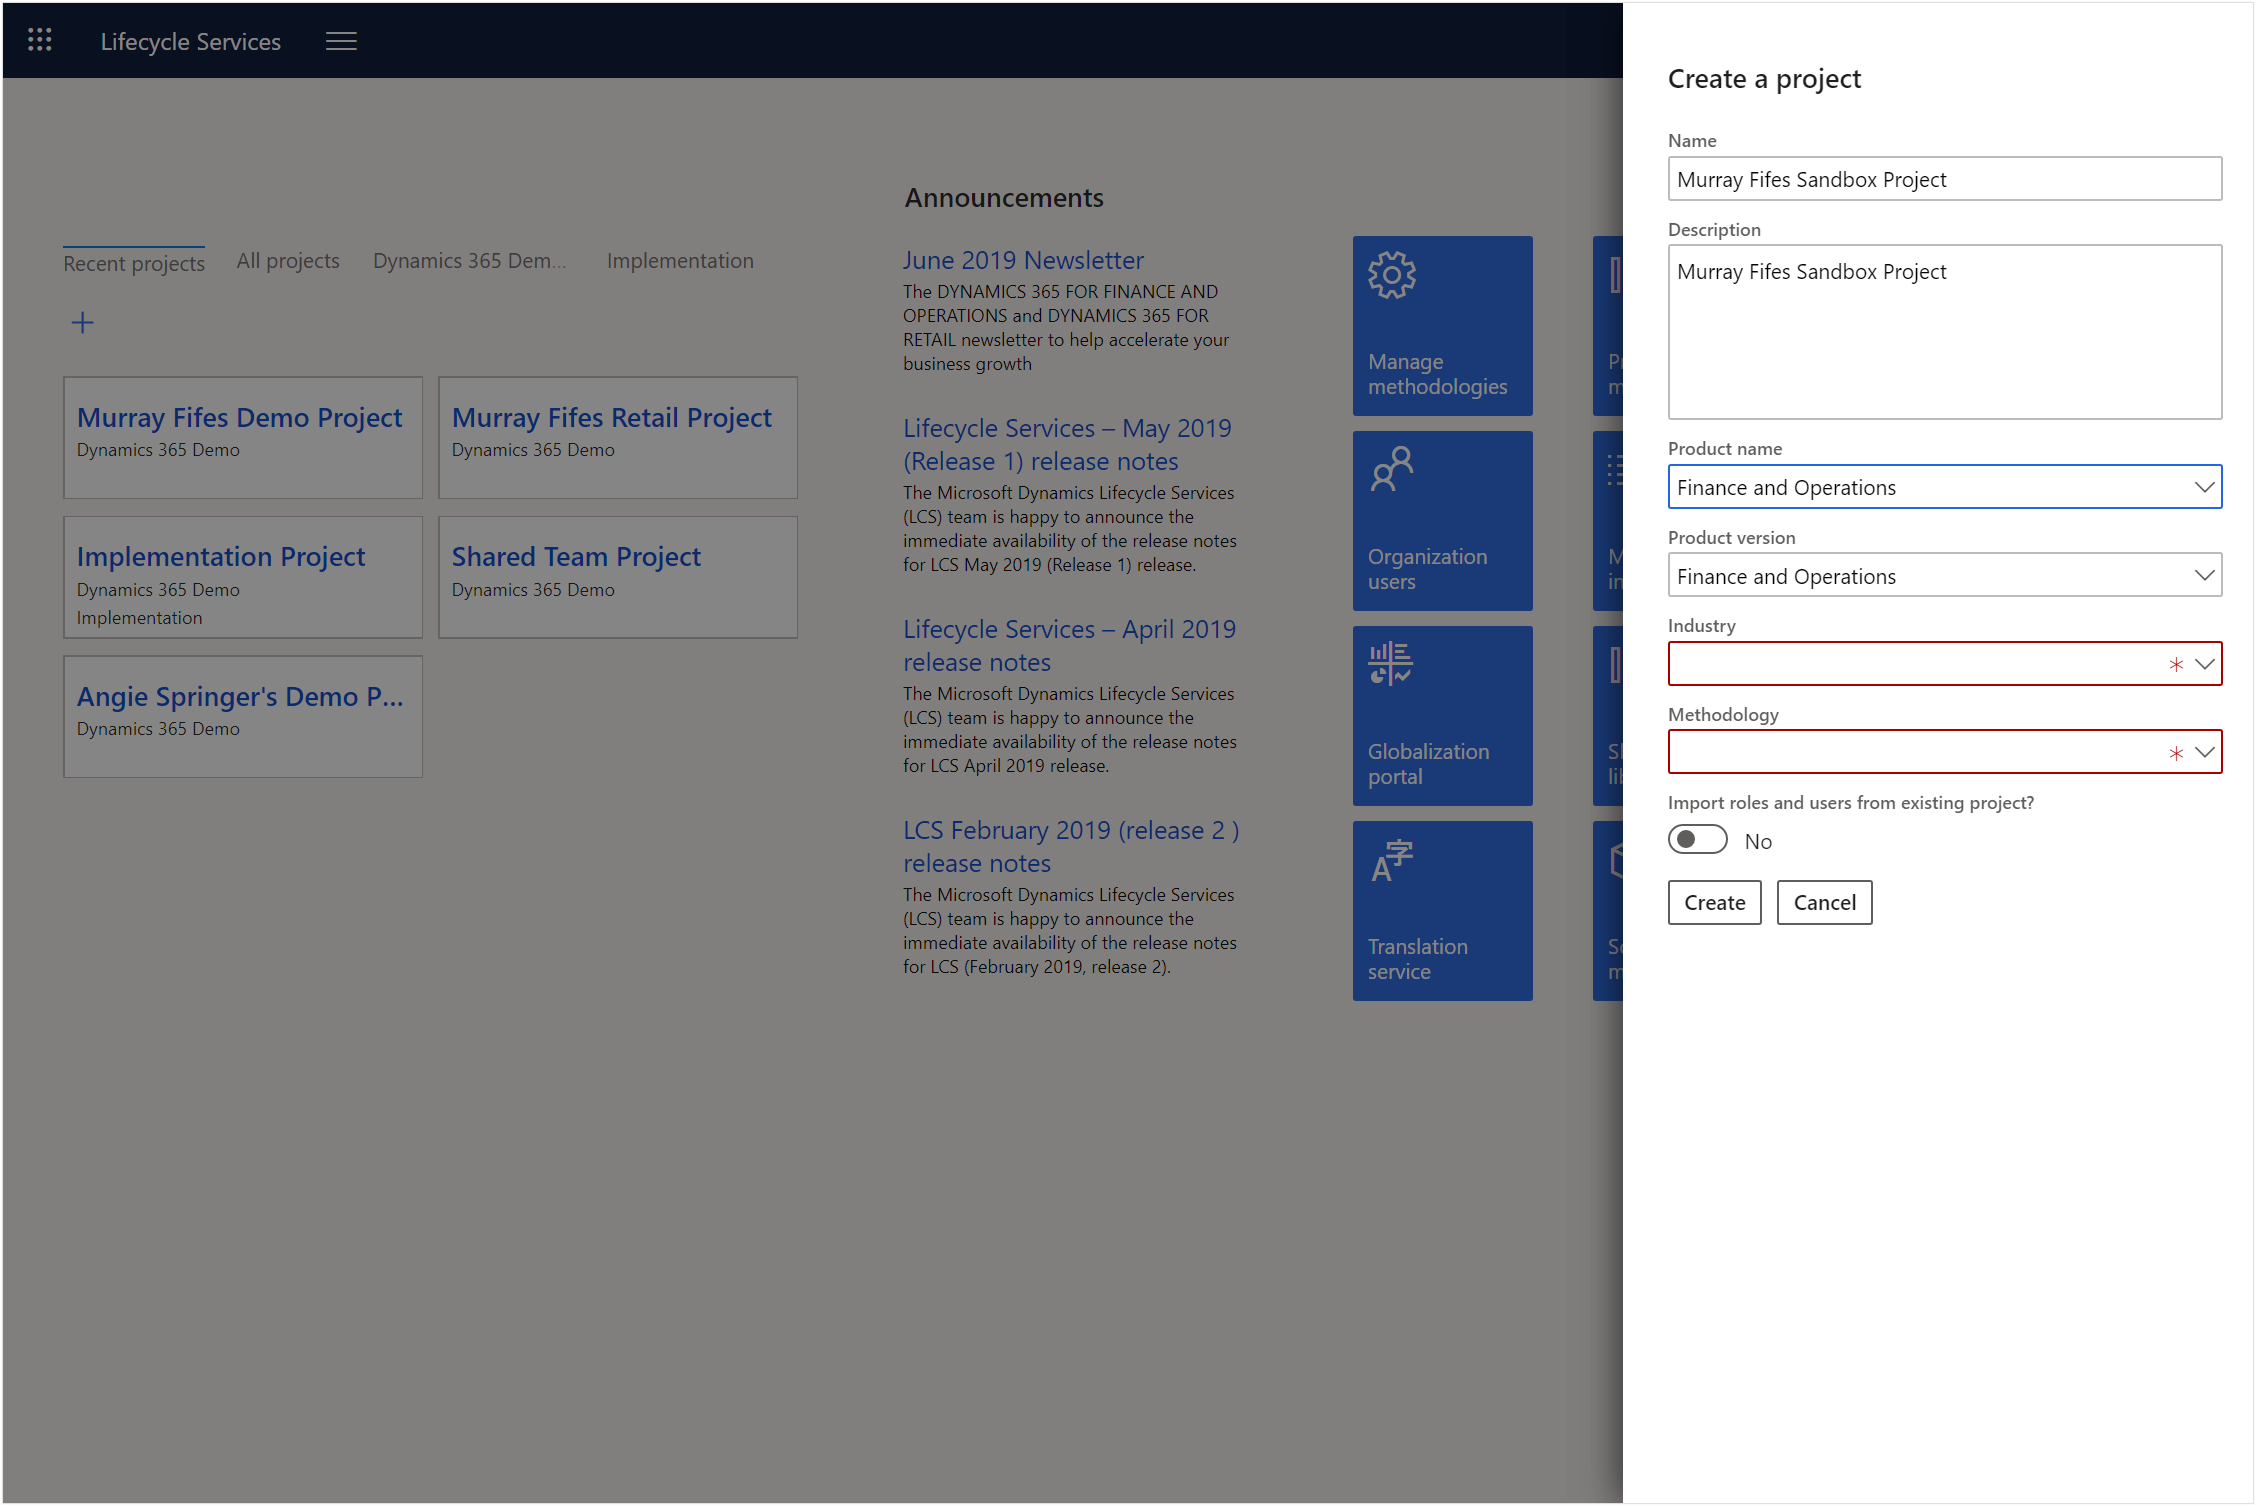 Lifecycle Services
Recent projects
All projects
Dynamics 365 Dem...
Implementation
Murray Fifes Demo Project
Dynamics 365 Demo
Murray Fifes Retail Project
Dynamics 365 Demo
Implementation Project
Dynamics 365 Demo
Implementation
Shared Team Project
Dynamics 365 Demo
Angie Springer's Demo P...
Dynamics 365 Demo
Announcements
June 2019 Newsletter
The DYNAMICS 365 FOR FINANCE AND
OPERATIONS and DYNAMICS 365 FOR
RETAIL newsletter to help accelerate your
business growth
Lifecycle Services – May 2019
(Release 1) release notes
The Microsoft Dynamics Lifecycle Services
(LCS) team is happy to announce the
immediate availability of the release notes
for LCS May 2019 (Release 1) release.
Lifecycle Services – April 2019
release notes
The Microsoft Dynamics Lifecycle Services
(LCS) team is happy to announce the
immediate availability of the release notes
for LCS April 2019 release.
LCS February 2019 (release 2 )
release notes
The Microsoft Dynamics Lifecycle Services
(LCS) team is happy to announce the
immediate availability of the release notes
for LCS (February 2019, release 2).
Manage
methodologies
Organization
users
Globalization
portal
A字
Translation
service
Create a project
Name
Murray Fifes Sandbox Project
Description
Murray Fifes Sandbox Project
Product name
Finance and Operations
Product version
Finance and Operations
Industry
*
Methodology
*
Import roles and users from existing project?
No
Create
Cancel